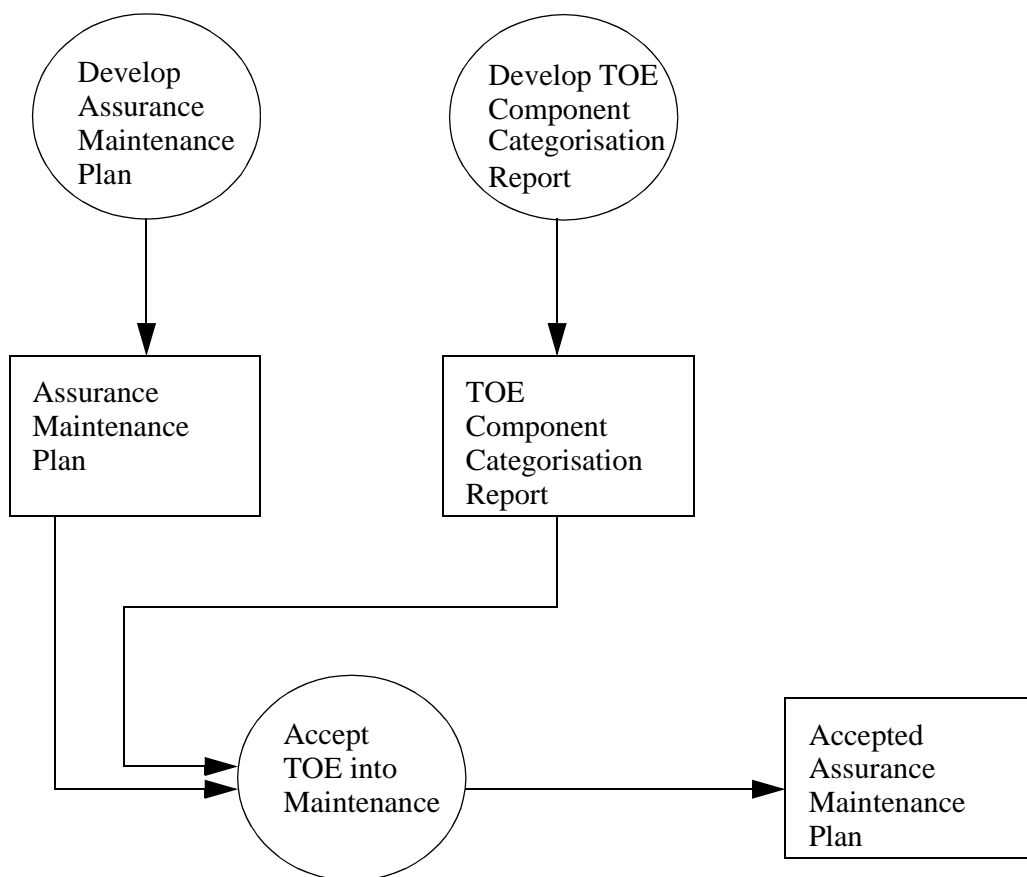 Develop
Assurance
Maintenance
Plan
Develop TOE
Component
Categorisation
Report
Assurance
Maintenance
Plan
TOE
Component
Categorisation
Report
Accept
TOE into
Maintenance
Accepted
Assurance
Maintenance
Plan